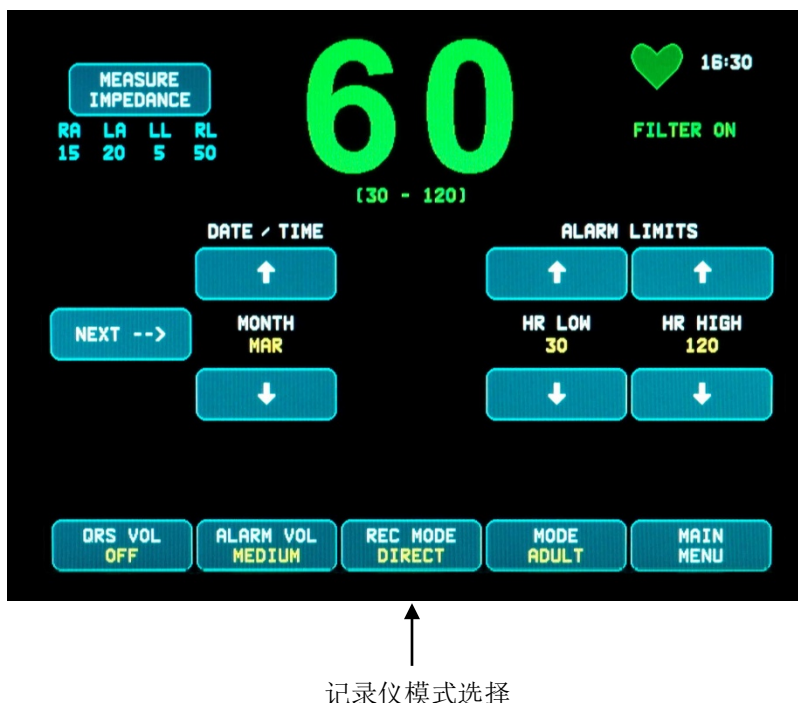 MEASURE
IMPEDANCE
RA LA LL RL
15 20 5 50
60
(30 - 120)
16:30
FILTER ON
DATE / TIME
ALARM LIMITS
NEXT -->
MONTH
MAR
HR LOW
30
HR HIGH
120
QRS VOL
OFF
ALARM VOL
MEDIUM
REC MODE
DIRECT
MODE
ADULT
MAIN
MENU
记录仪模式选择